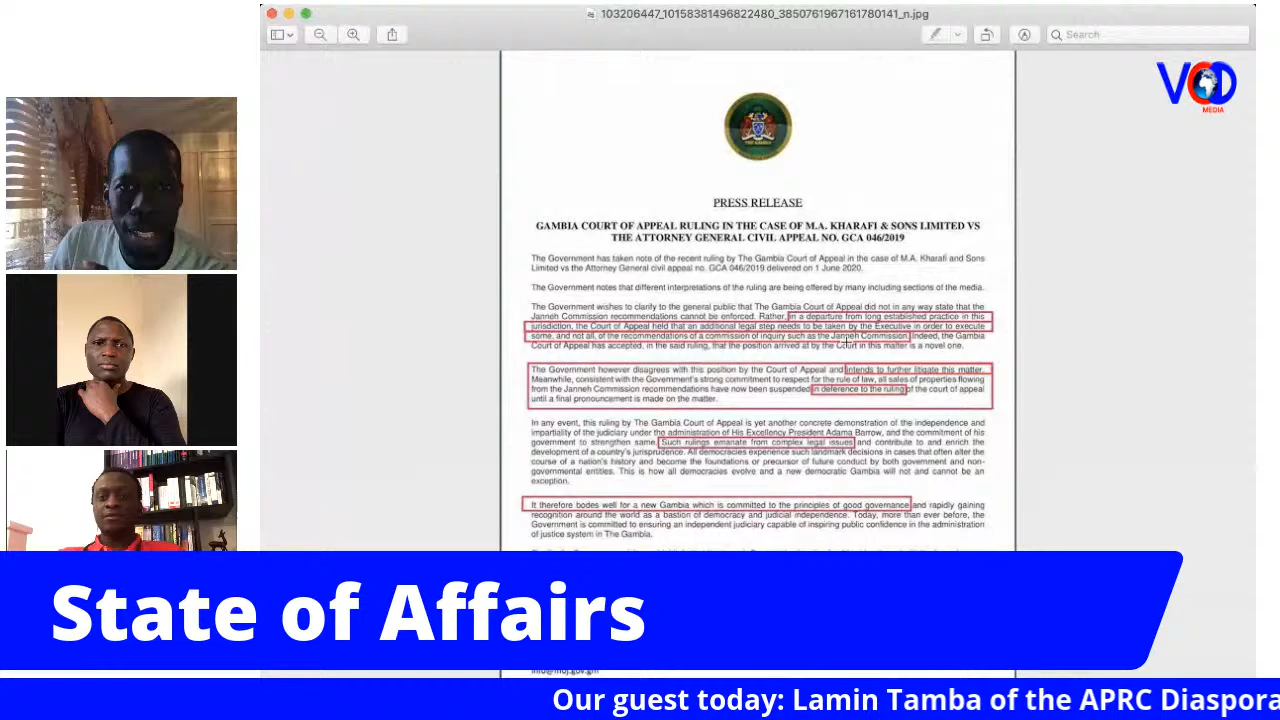 103206447_10158381496822480_3850761967161780141_n.jpg
Search
VOD
MEDIA
PRESS RELEASE
GAMBIA COURT OF APPEAL RULING IN THE CASE OF M.A. KHARAFI & SONS LIMITED VS
THE ATTORNEY GENERAL CIVIL APPEAL NO. GCA 046/2019
The Government has taken note of the recent ruling by The Gambia Court of Appeal in the case of M.A. Kharafi and Sons
Limited vs the Attorney General civil appeal no. GCA 046/2019 delivered on 1 June 2020.
The Government notes that different interpretations of the ruling are being offered by many including sections of the media.
The Government wishes to clarify to the general public that The Gambia Court of Appeal did not in any way state that the
Janneh Commission recommendations cannot be enforced. Rather, in a departure from long established practice in this
jurisdiction, the Court of Appeal held that an additional legal step needs to be taken by the Executive in order to execute
some, and not all, of the recommendations of a commission of inquiry such as the Janneh Commission. Indeed, the Gambia
Court of Appeal has accepted, in the said ruling, that the position arrived at by the Court in this matter is a novel one.
The Government however disagrees with this position by the Court of Appeal and intends to further litigate this matter.
Meanwhile, consistent with the Government's strong commitment to respect for the rule of law, all sales of properties flowing
from the Janneh Commission recommendations have now been suspended in deference to the ruling of the court of appeal
until a final pronouncement is made on the matter.
In any event, this ruling by The Gambia Court of Appeal is yet another concrete demonstration of the independence and
impartiality of the judiciary under the administration of His Excellency President Adama Barrow, and the commitment of his
government to strengthen same. Such rulings emanate from complex legal issues and contribute to and enrich the
development of a country's jurisprudence. All democracies experience such landmark decisions in cases that often alter the
course of a nation's history and become the foundations or precursor of future conduct by both government and non-
governmental entities. This is how all democracies evolve and a new democratic Gambia will not and cannot be an
exception.
It therefore bodes well for a new Gambia which is committed to the principles of good governance and rapidly gaining
recognition around the world as a bastion of democracy and judicial independence. Today, more than ever before, the
Government is committed to ensuring an independent judiciary capable of inspiring public confidence in the administration
of justice system in The Gambia.
State of Affairs
info@moj.gov.gm
Our guest today: Lamin Tamba of the APRC Diaspora